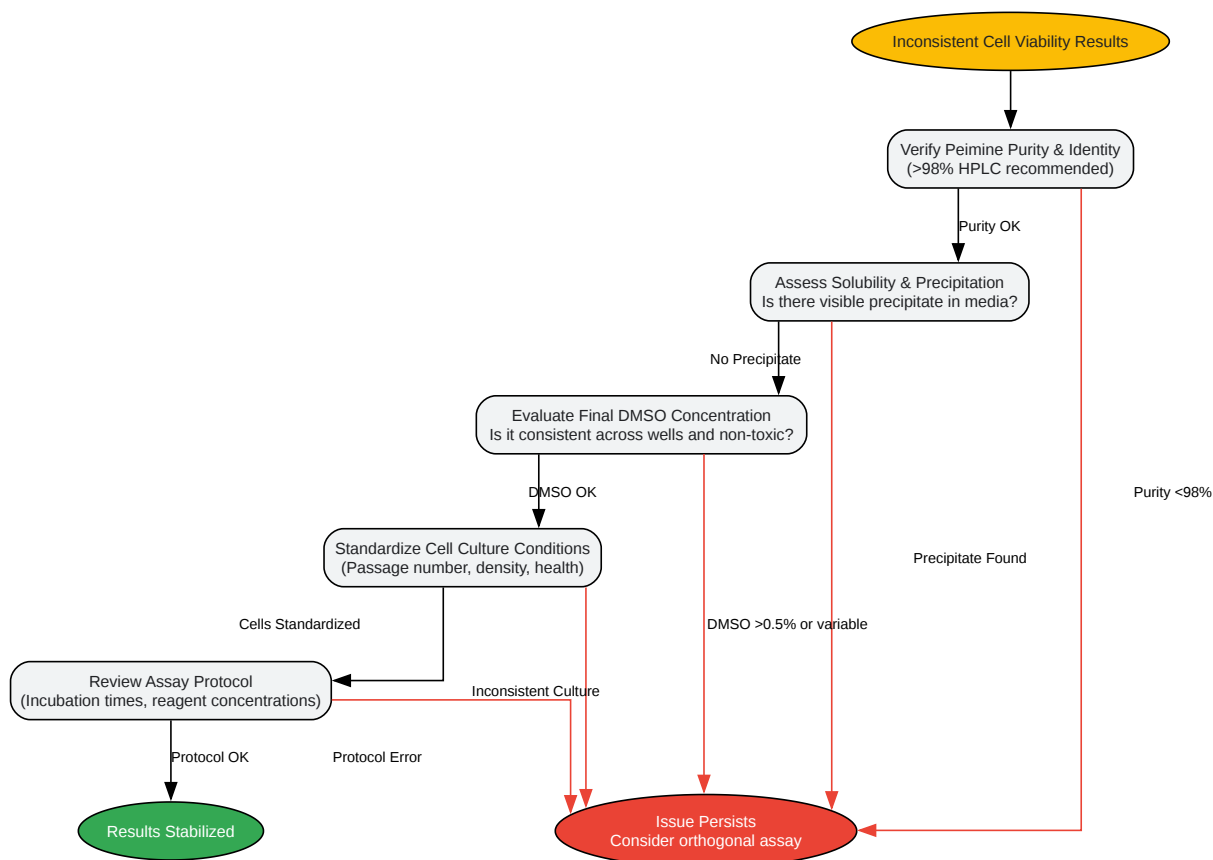 Inconsistent Cell Viability Results
Verify Peimine Purity & Identity
(>98% HPLC recommended)
Purity OK
Assess Solubility & Precipitation
Is there visible precipitate in media?
No Precipitate
Evaluate Final DMSO Concentration
Is it consistent across wells and non-toxic?
DMSO OK
Purity <98%
Standardize Cell Culture Conditions
(Passage number, density, health)
Precipitate Found
Cells Standardized
DMSO >0.5% or variable
Review Assay Protocol
(Incubation times, reagent concentrations)
Inconsistent Culture
Protocol OK
Protocol Error
Results Stabilized
Issue Persists
Consider orthogonal assay